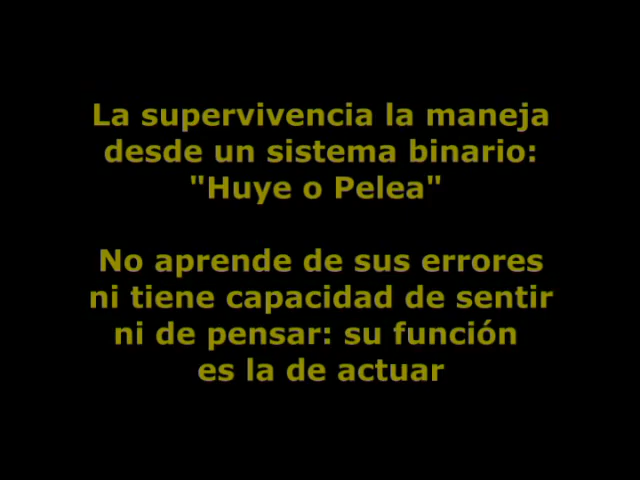 La supervivencia la maneja
desde un sistema binario:
"Huye o Pelea"
No aprende de sus errores
ni tiene capacidad de sentir
ni de pensar: su función
es la de actuar